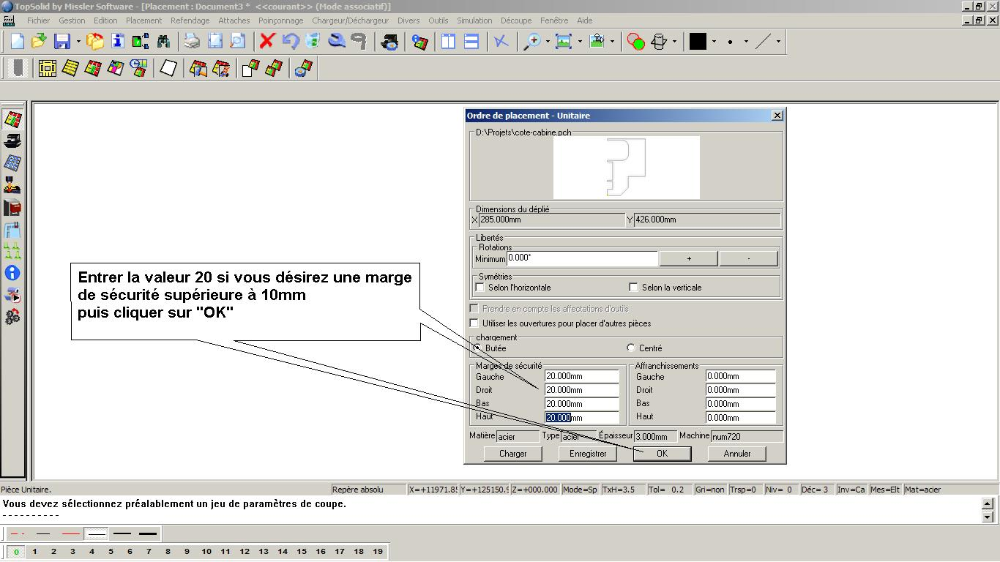 TopSolid by Missler Software - [Placement : Document3 * <<courant>> (Mode associatif)]
Fichier Gestion Edition Placement Refendage Attaches Poinçonnage Chargeur/Déchargeur Divers Outils Simulation Découpe Fenêtre Aide
Ordre de placement - Unitaire
D:\Projets\cote-cabine.pch
Dimensions du déplié
X 285.000mm Y 426.000mm
Libertés
Rotations
Minimum 0.000° + -
Symétries
Selon l'horizontale Selon la verticale
Prendre en compte les affectations d'outils
Utiliser les ouvertures pour placer d'autres pièces
chargement
Butée Centré
Marges de sécurité Affranchissements
Gauche 20.000mm Gauche 0.000mm
Droit 20.000mm Droit 0.000mm
Bas 20.000mm Bas 0.000mm
Haut 20.000mm Haut 0.000mm
Matière acier Type acier Épaisseur 3.000mm Machine num720
Charger Enregistrer OK Annuler
Entrer la valeur 20 si vous désirez une marge
de sécurité supérieure à 10mm
puis cliquer sur "OK"
Pièce Unitaire. Repère absolu X=+11971.85 Y=+125150.9 Z=+000.000 Mode=Sp TxH=3.5 Tol= 0.2 Gri=non Trsp=0 Niv= 0 Déc= 3 Inv=Ca Mes=Elt Mat=acier
Vous devez sélectionnez préalablement un jeu de paramètres de coupe.
- - - - - - - - - -
0 1 2 3 4 5 6 7 8 9 10 11 12 13 14 15 16 17 18 19